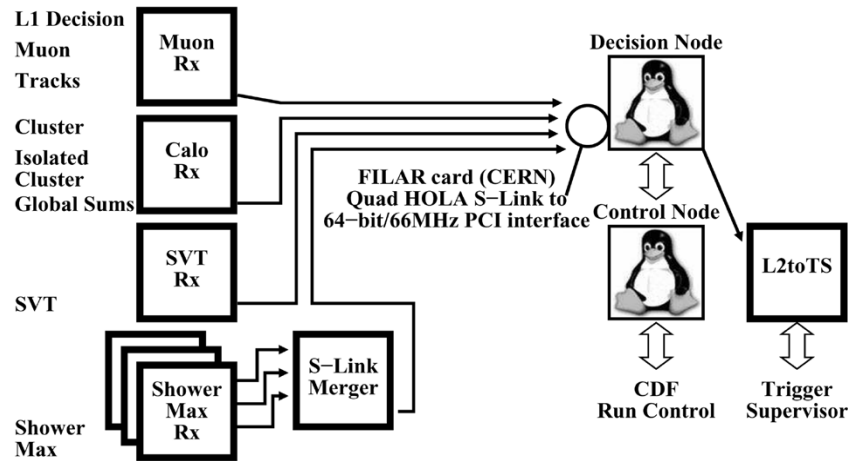 L1 Decision
Muon
Tracks
Muon
Rx
Cluster
Isolated
Cluster
Global Sums
Calo
Rx
SVT
SVT
Rx
Shower
Max
Shower
Max
Rx
S−Link
Merger
Decision Node
FILAR card (CERN)
Quad HOLA S−Link to
64−bit/66MHz PCI interface
Control Node
L2toTS
CDF
Run Control
Trigger
Supervisor